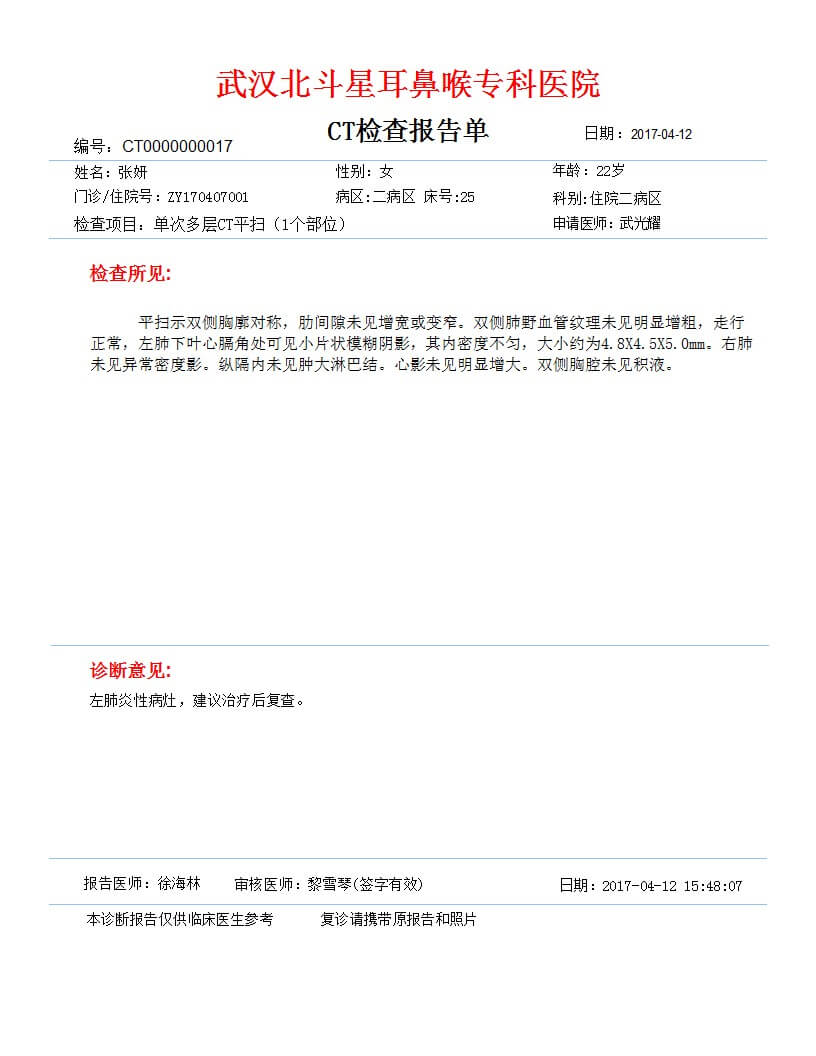 武汉北斗星耳鼻喉专科医院
CT检查报告单
编号：CT0000000017 日期：2017-04-12
姓名：张妍 性别：女 年龄：22岁
门诊/住院号：ZY170407001 病区:二病区 床号:25 科别:住院二病区
检查项目：单次多层CT平扫（1个部位） 申请医师：武光耀
检查所见:
平扫示双侧胸廓对称，肋间隙未见增宽或变窄。双侧肺野血管纹理未见明显增粗，走行
正常，左肺下叶心膈角处可见小片状模糊阴影，其内密度不匀，大小约为4.8X4.5X5.0mm。右肺
未见异常密度影。纵隔内未见肿大淋巴结。心影未见明显增大。双侧胸腔未见积液。
诊断意见:
左肺炎性病灶，建议治疗后复查。
报告医师：徐海林 审核医师：黎雪琴(签字有效) 日期：2017-04-12 15:48:07
本诊断报告仅供临床医生参考 复诊请携带原报告和照片